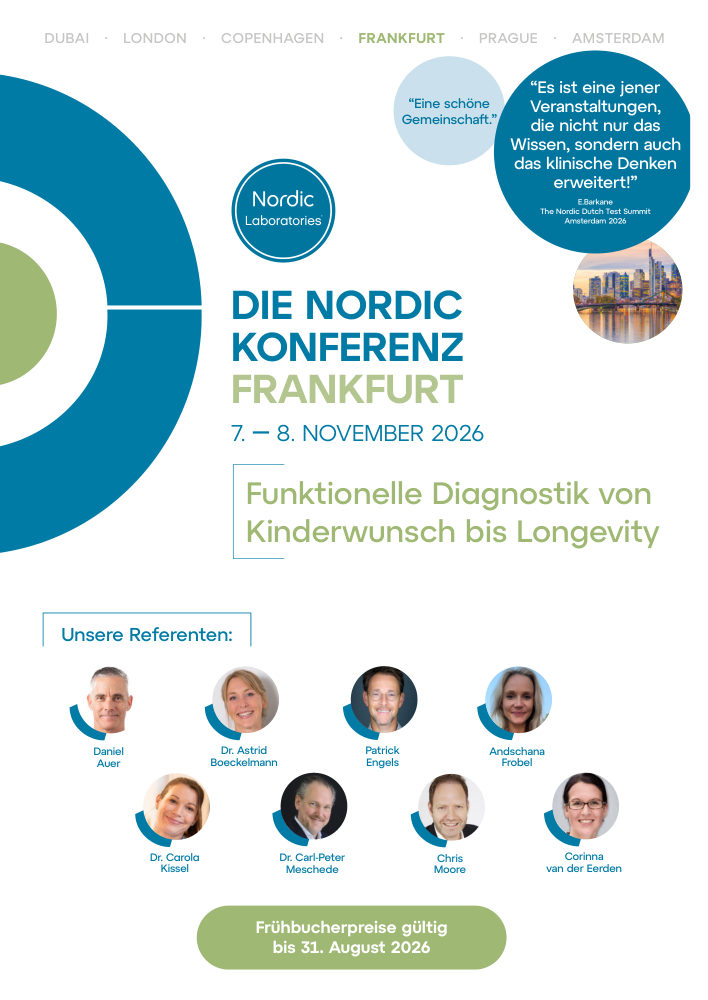 DUBAI · LONDON · COPENHAGEN · FRANKFURT · PRAGUE · AMSTERDAM
“Eine schöne
Gemeinschaft.”
“Es ist eine jener
Veranstaltungen,
die nicht nur das
Wissen, sondern auch
das klinische Denken
erweitert!”
E.Barkane
The Nordic Dutch Test Summit
Amsterdam 2026
Nordic
Laboratories
DIE NORDIC
KONFERENZ
FRANKFURT
7. — 8. NOVEMBER 2026
Funktionelle Diagnostik von
Kinderwunsch bis Longevity
Unsere Referenten:
Daniel
Auer
Dr. Astrid
Boeckelmann
Patrick
Engels
Andschana
Frobel
Dr. Carola
Kissel
Dr. Carl-Peter
Meschede
Chris
Moore
Corinna
van der Eerden
Frühbucherpreise gültig
bis 31. August 2026